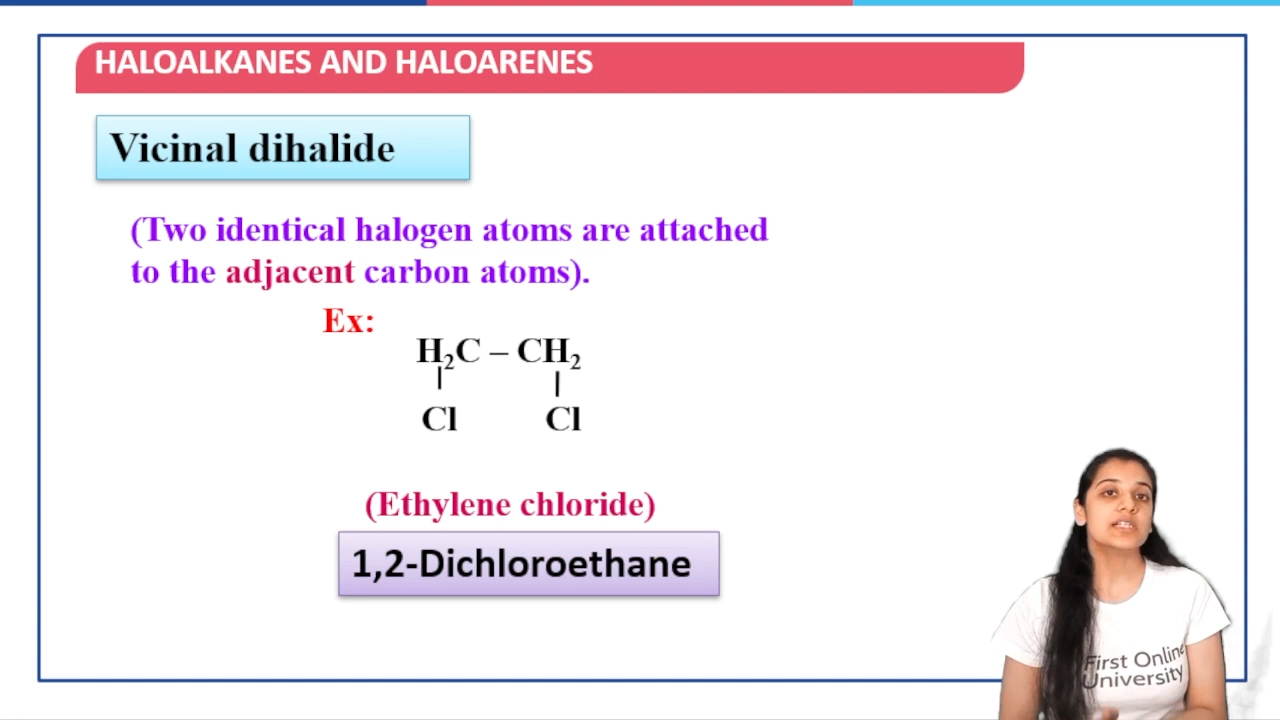 HALOALKANES AND HALOARENES
Vicinal dihalide
(Two identical halogen atoms are attached
to the adjacent carbon atoms).
Ex:
H₂C – CH₂
Cl Cl
(Ethylene chloride)
1,2-Dichloroethane
First Online
University